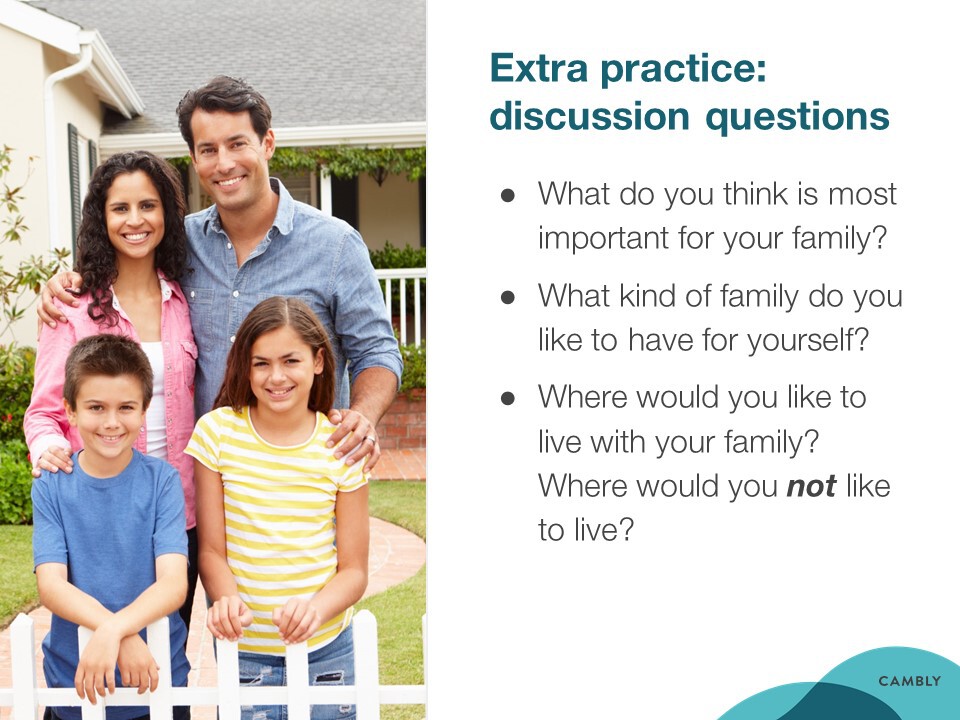 Extra practice:
discussion questions
● What do you think is most
important for your family?
● What kind of family do you
like to have for yourself?
● Where would you like to
live with your family?
Where would you not like
to live?
CAMBLY